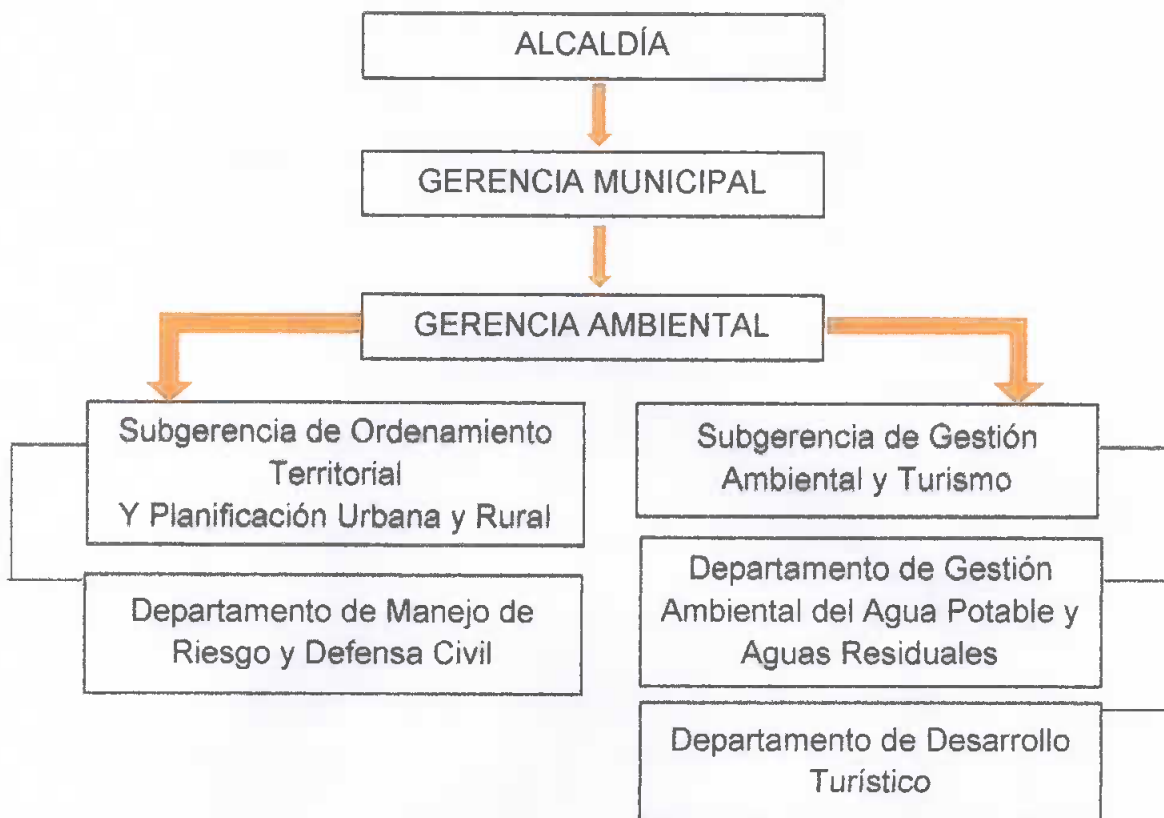 ALCALDÍA
GERENCIA MUNICIPAL
GERENCIA AMBIENTAL
Subgerencia de Ordenamiento
Territorial
Y Planificación Urbana y Rural
Departamento de Manejo de
Riesgo y Defensa Civil
Subgerencia de Gestión
Ambiental y Turismo
Departamento de Gestión
Ambiental del Agua Potable y
Aguas Residuales
Departamento de Desarrollo
Turístico